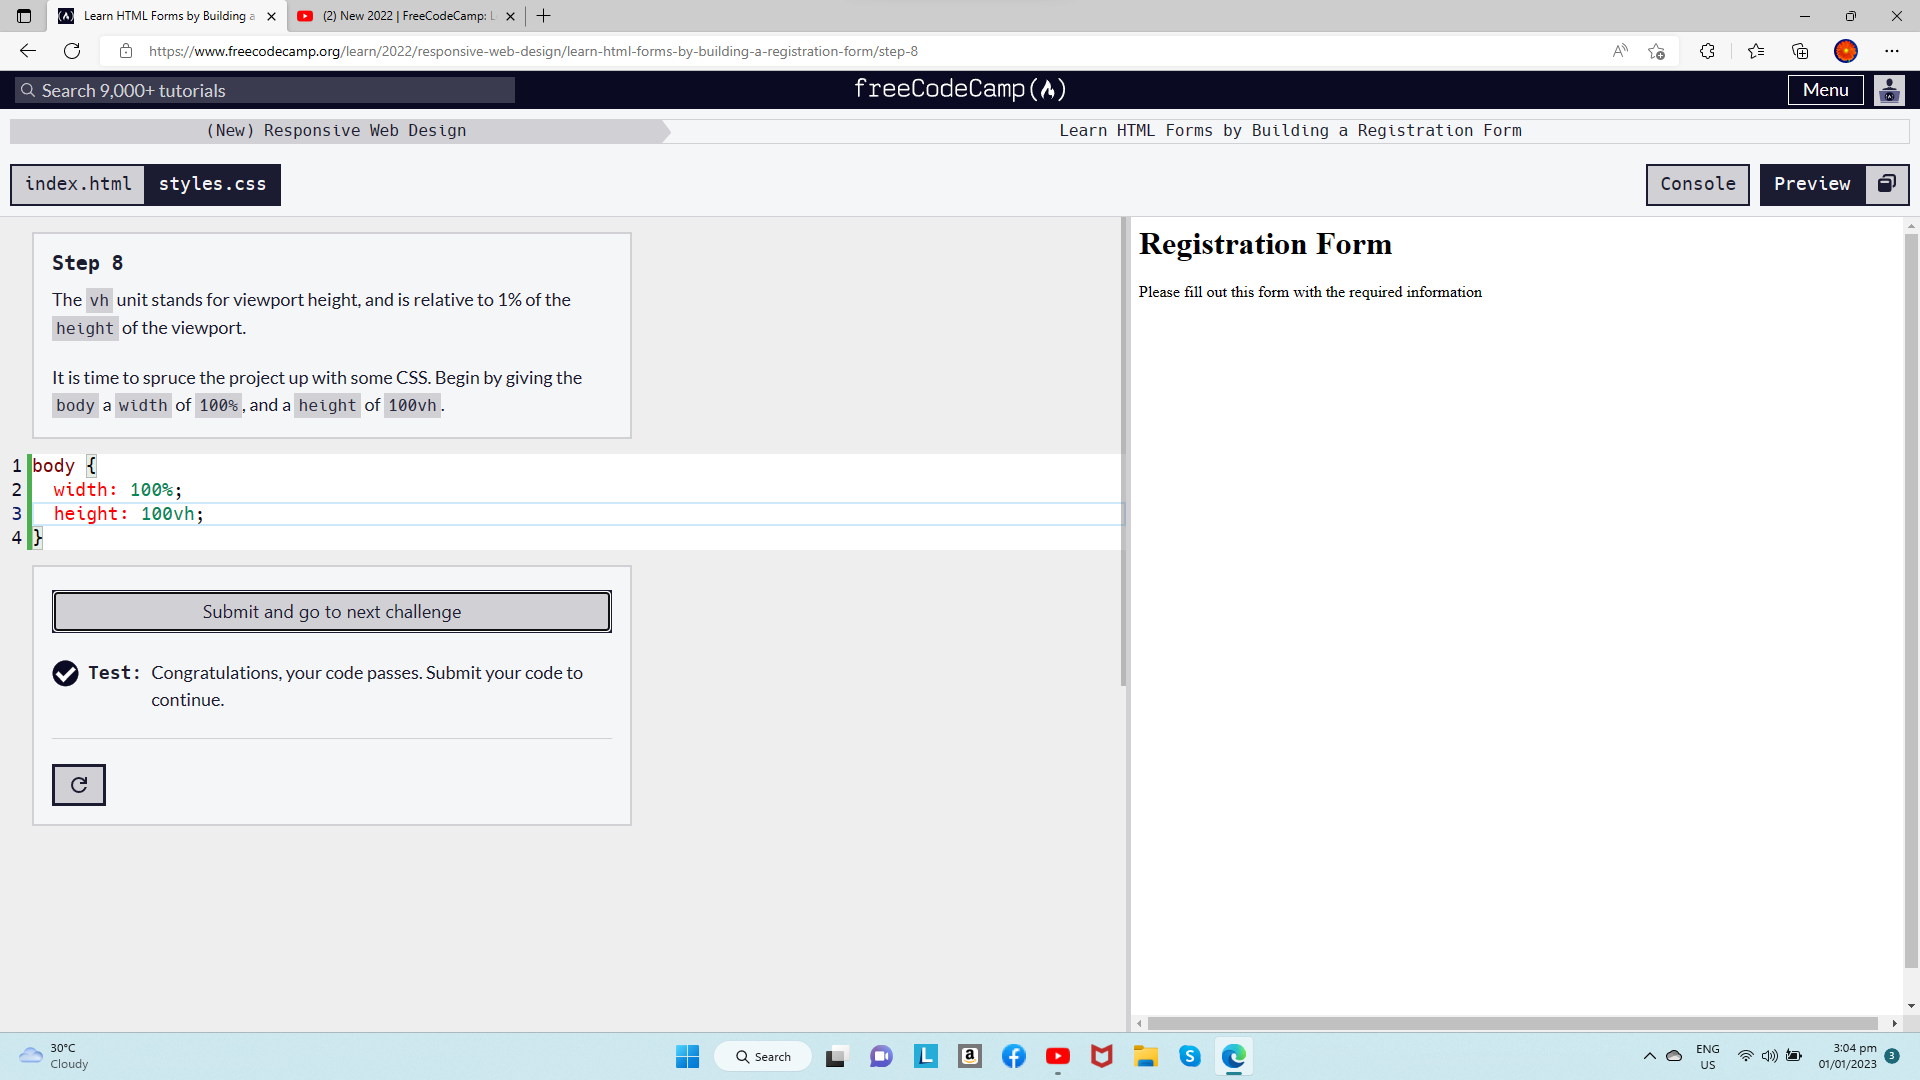 Learn HTML Forms by Building a
(2) New 2022 | FreeCodeCamp: L
https://www.freecodecamp.org/learn/2022/responsive-web-design/learn-html-forms-by-building-a-registration-form/step-8
Search 9,000+ tutorials
freeCodeCamp
Menu
(New) Responsive Web Design
Learn HTML Forms by Building a Registration Form
index.html
styles.css
Console
Preview
Step 8
The vh unit stands for viewport height, and is relative to 1% of the
height of the viewport.
It is time to spruce the project up with some CSS. Begin by giving the
body a width of 100%, and a height of 100vh.
1 body {
2 width: 100%;
3 height: 100vh;
4 }
Submit and go to next challenge
Test: Congratulations, your code passes. Submit your code to
continue.
Registration Form
Please fill out this form with the required information
30°C
Cloudy
Search
ENG
US
3:04 pm
01/01/2023
3